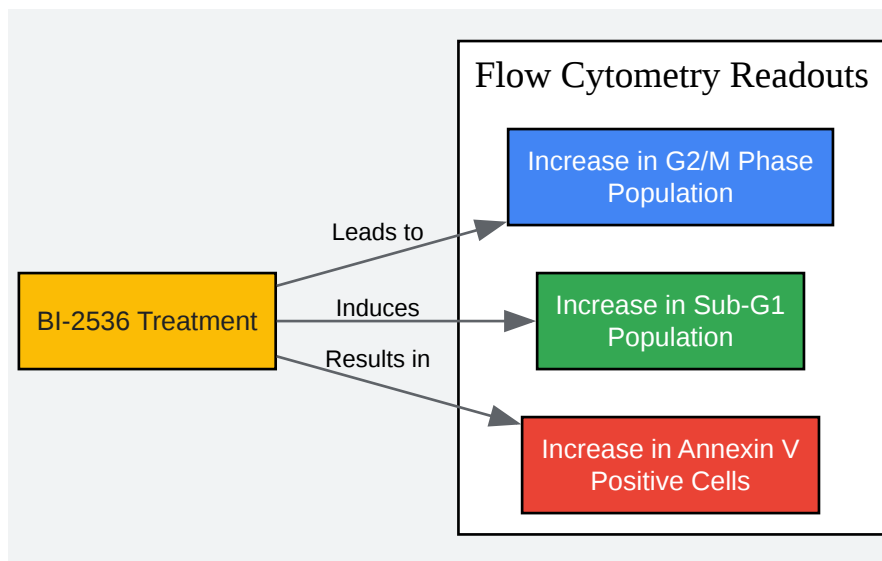 Flow Cytometry Readouts
Increase in G2/M Phase
Population
Leads to
BI-2536 Treatment
Induces
Increase in Sub-G1
Population
Results in
Increase in Annexin V
Positive Cells